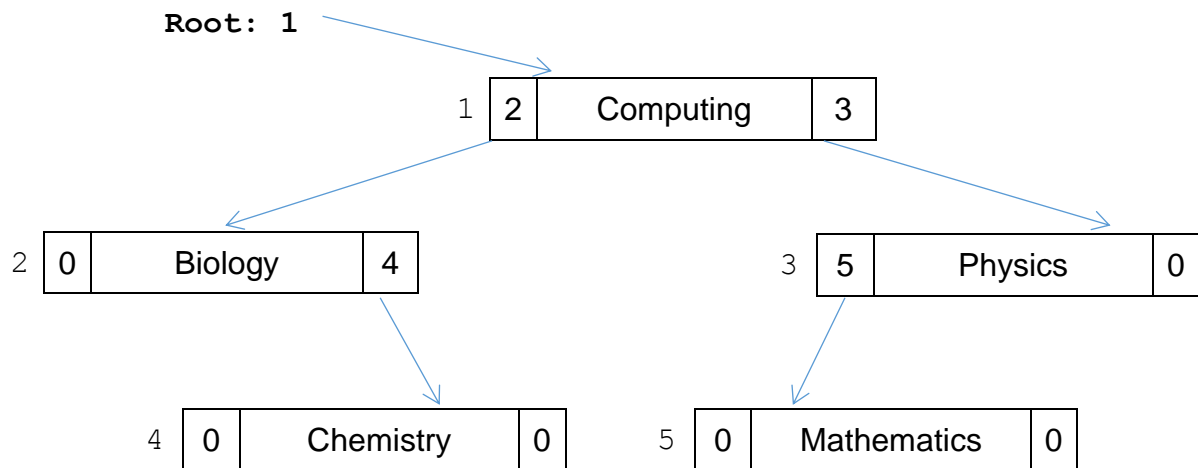 Root: 1
1 2 Computing 3
2 0 Biology 4
3 5 Physics 0
4 0 Chemistry 0
5 0 Mathematics 0